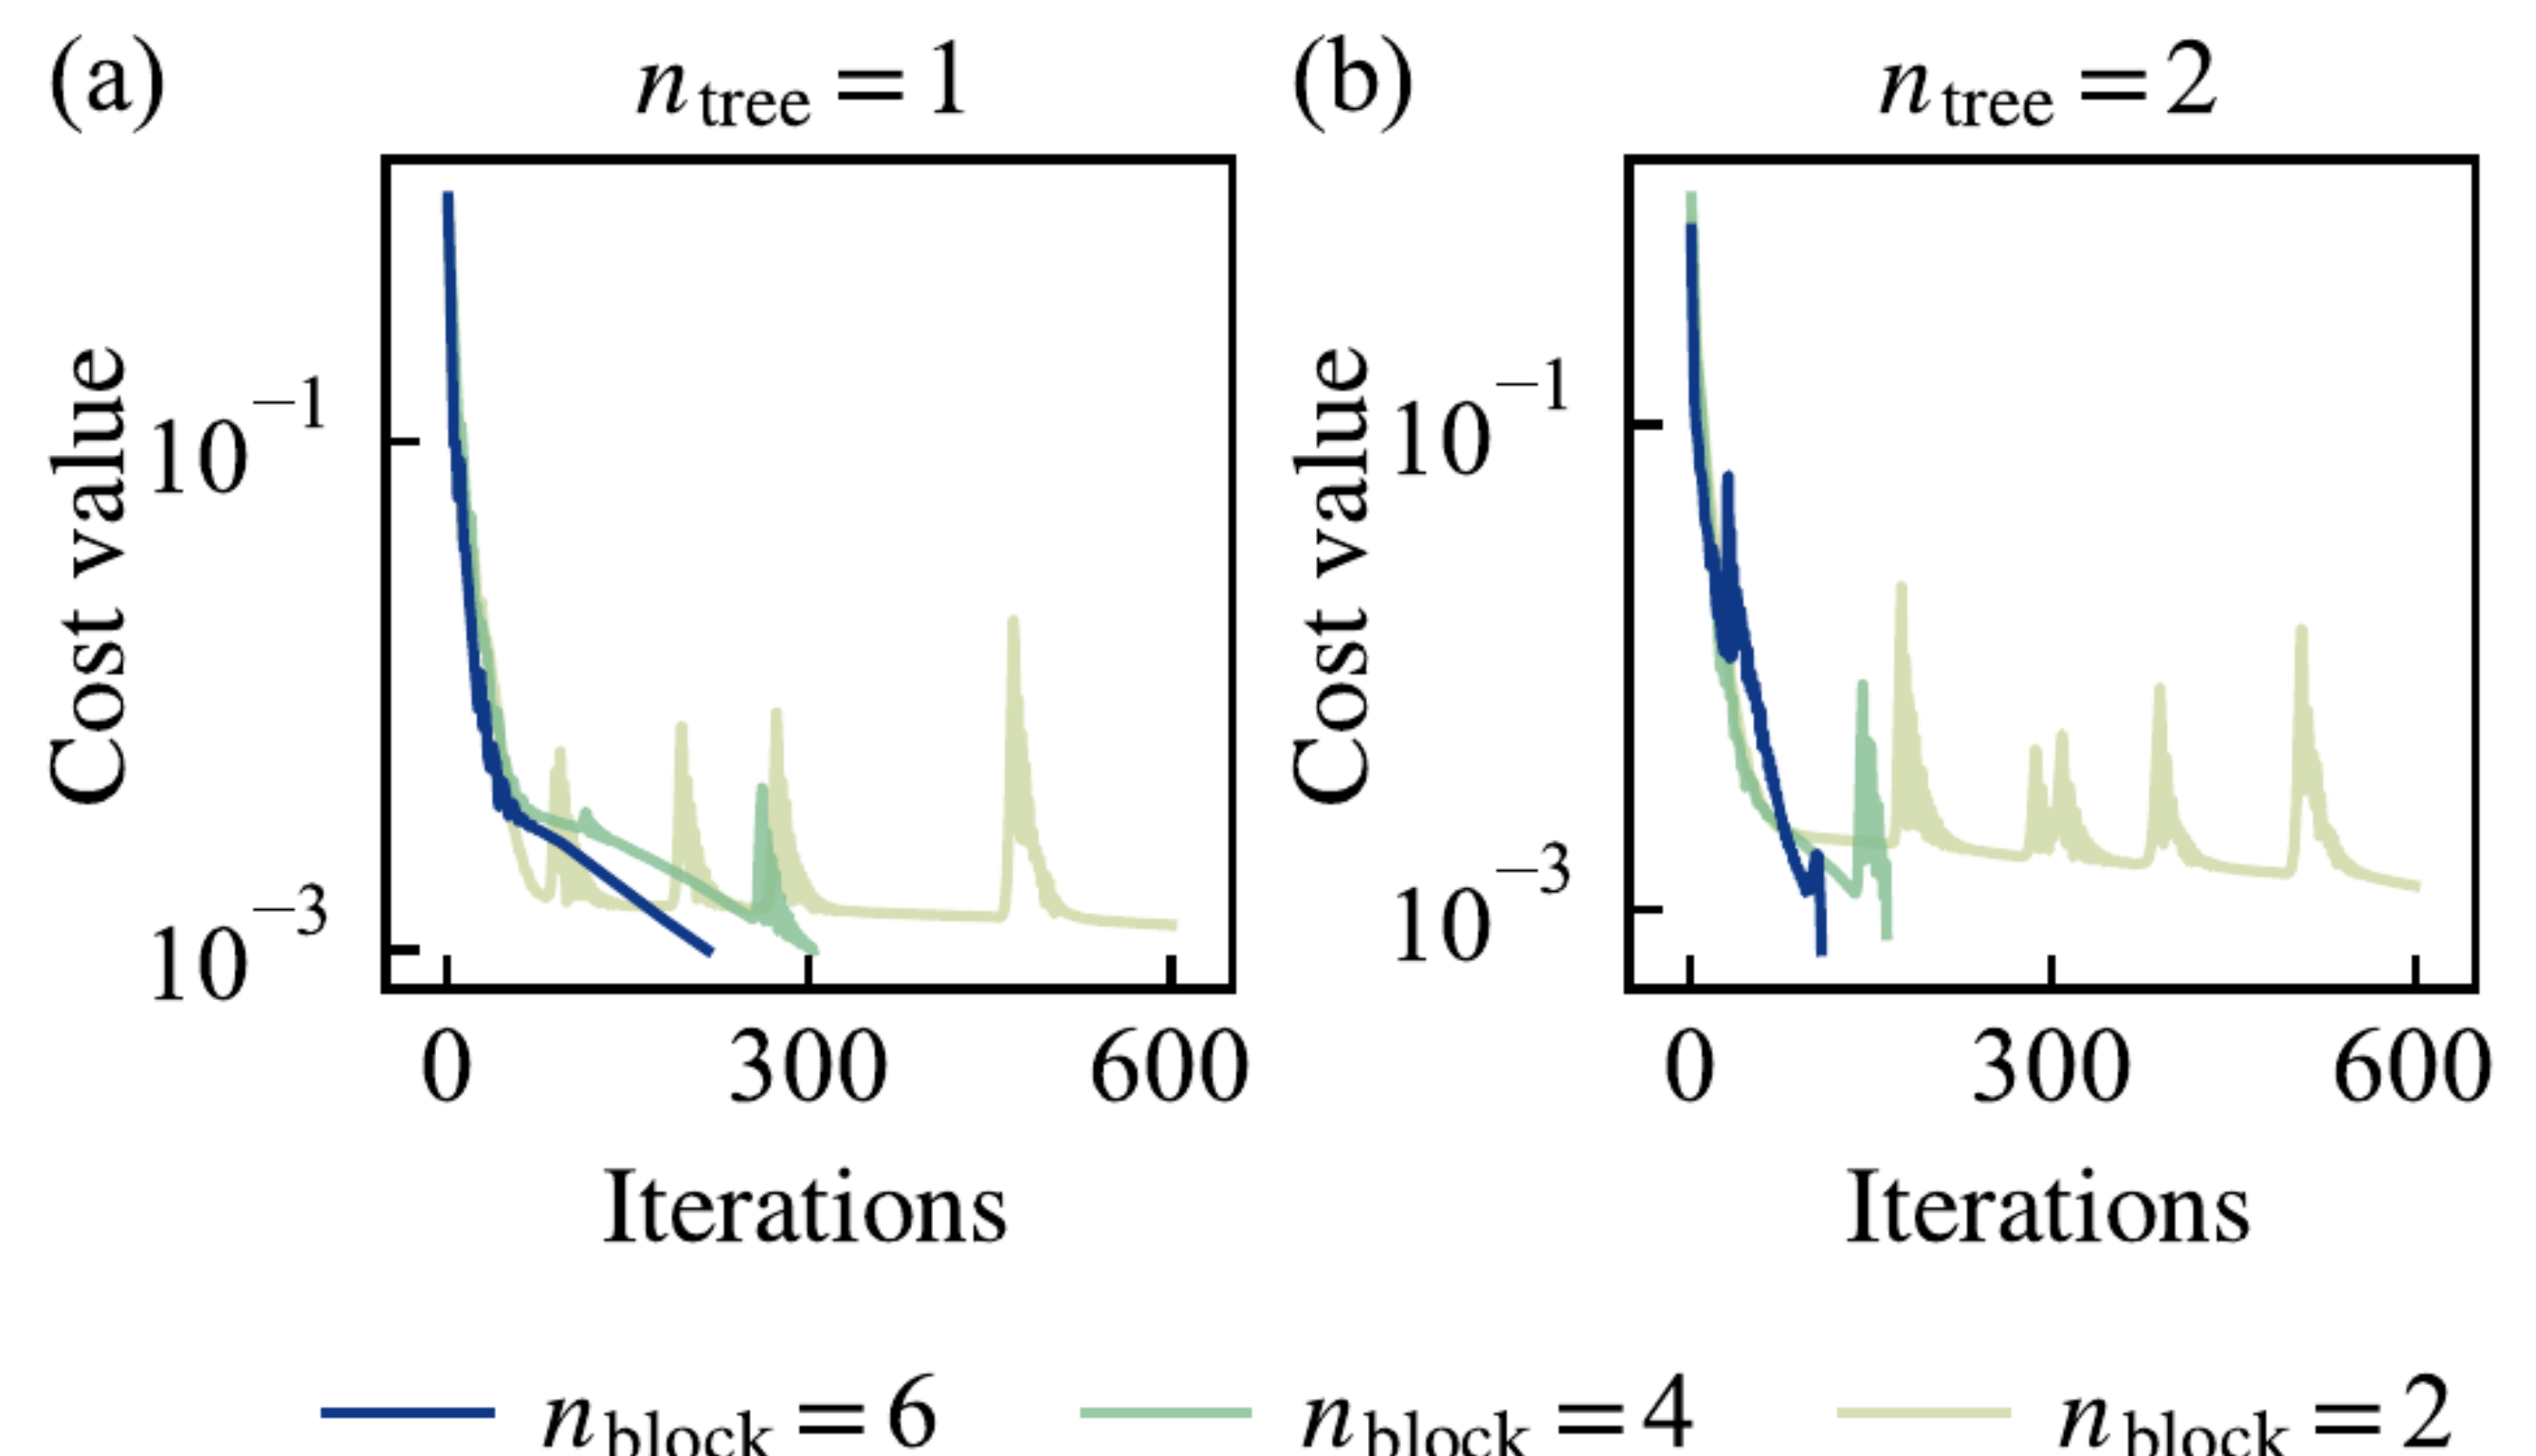 (a) n_tree = 1
(b) n_tree = 2
Cost value
10^−1
10^−3
0 300 600
Iterations
Cost value
10^−1
10^−3
0 300 600
Iterations
n_block = 6 n_block = 4 n_block = 2